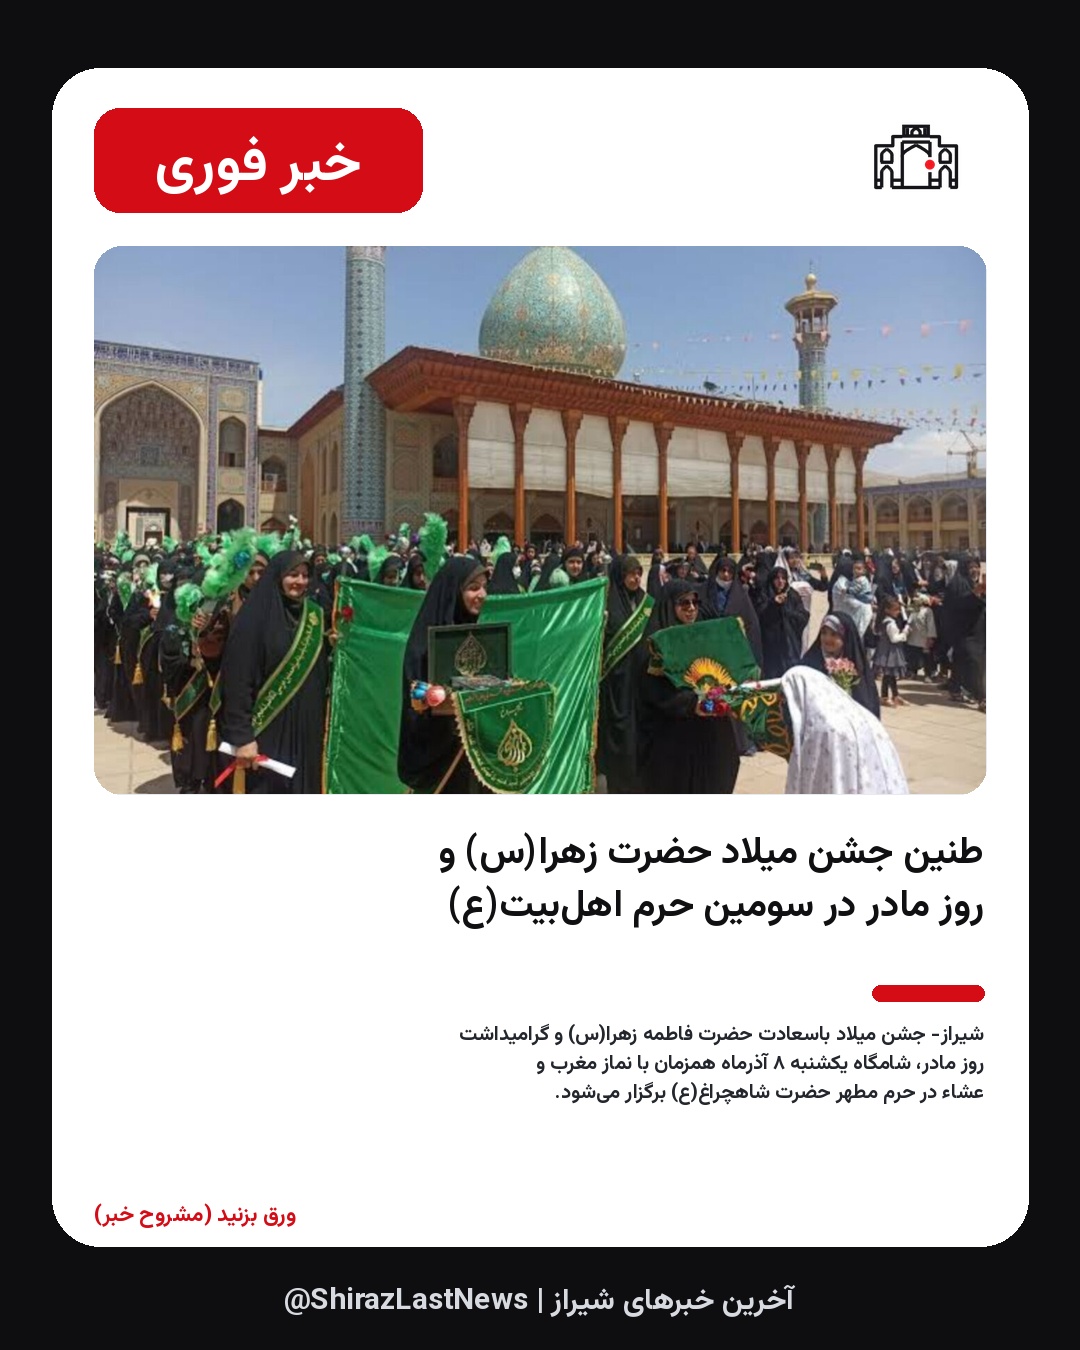 خبر فوری
طنین جشن میلاد حضرت زهرا(س) و
روز مادر در سومین حرم اهل‌بیت(ع)
شیراز- جشن میلاد باسعادت حضرت فاطمه زهرا(س) و گرامیداشت
روز مادر، شامگاه یکشنبه ۸ آذرماه همزمان با نماز مغرب و
عشاء در حرم مطهر حضرت شاهچراغ(ع) برگزار می‌شود.
ورق بزنید (مشروح خبر)
آخرین خبرهای شیراز | @ShirazLastNews